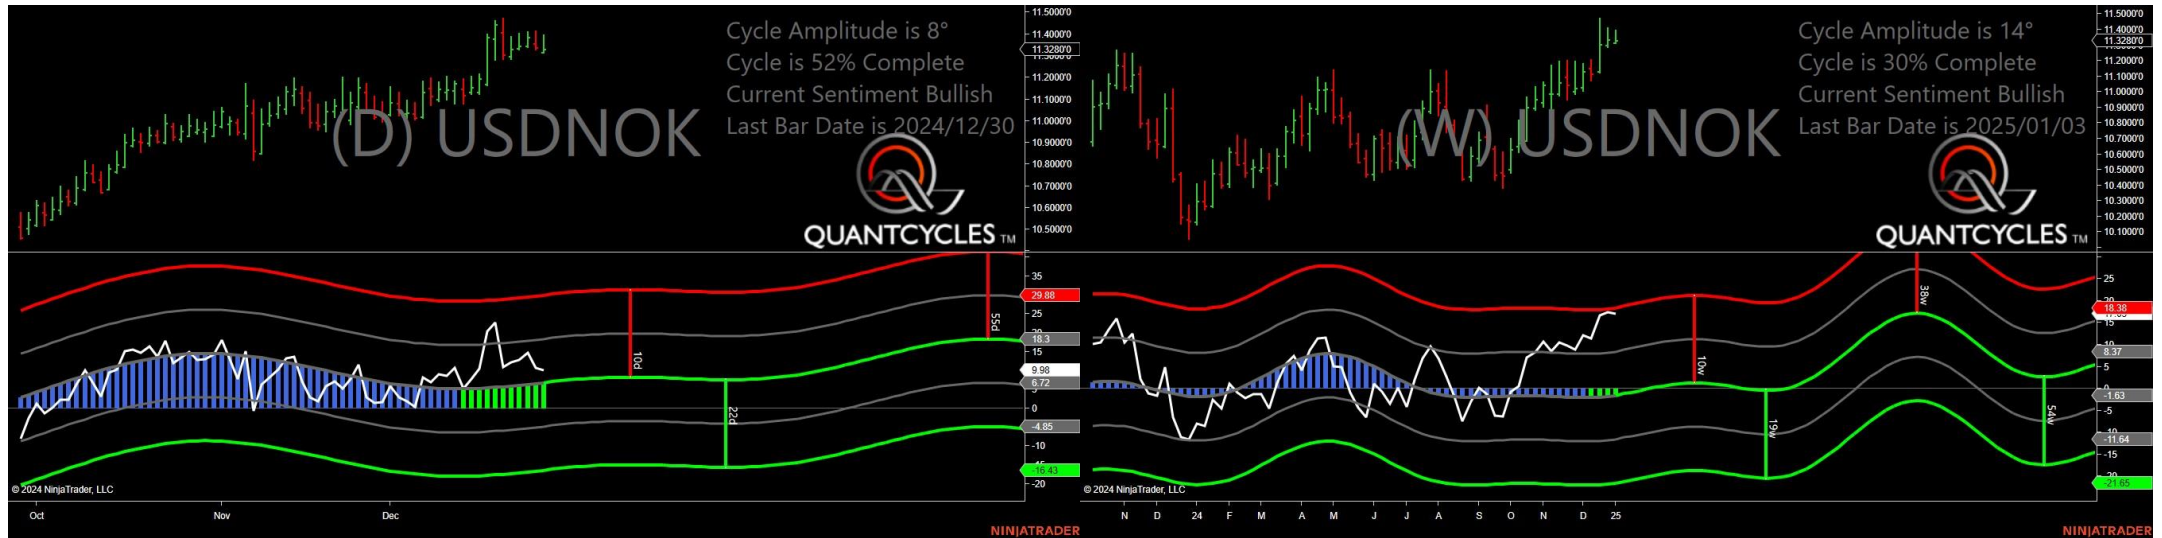 Cycle Amplitude is 8°
Cycle is 52% Complete
Current Sentiment Bullish
Last Bar Date is 2024/12/30
(D) USDNOK
QUANTCYCLES TM
11.5000'0
11.4000'0
11.3280'0
11.2000'0
11.1000'0
11.0000'0
10.9000'0
10.8000'0
10.7000'0
10.6000'0
10.5000'0
35
29.88
25
18.3
15
9.98
6.72
0
-4.85
-10
-16.43
-20
10d
22d
55d
© 2024 NinjaTrader, LLC
Oct Nov Dec
NINJATRADER
Cycle Amplitude is 14°
Cycle is 30% Complete
Current Sentiment Bullish
Last Bar Date is 2025/01/03
(W) USDNOK
QUANTCYCLES TM
11.5000'0
11.4000'0
11.3280'0
11.2000'0
11.1000'0
11.0000'0
10.9000'0
10.8000'0
10.7000'0
10.6000'0
10.5000'0
10.4000'0
10.3000'0
10.2000'0
10.1000'0
25
18.38
15
8.37
5
0
-1.63
-5
-11.64
-15
-21.65
10w
19w
38w
54w
© 2024 NinjaTrader, LLC
N D 24 F M A M J J A S O N D 25
NINJATRADER